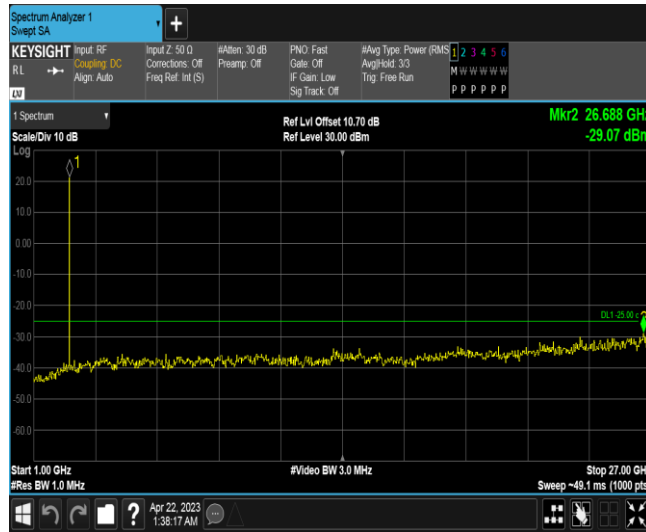 Spectrum Analyzer 1
Swept SA
+
KEYSIGHT
RL
LXI
Input: RF
Coupling: DC
Align: Auto
Input Z: 50 Ω
Corrections: Off
Freq Ref: Int (S)
#Atten: 30 dB
Preamp: Off
PNO: Fast
Gate: Off
IF Gain: Low
Sig Track: Off
#Avg Type: Power (RMS
Avg|Hold: 3/3
Trig: Free Run
1 2 3 4 5 6
M W W W W W
P P P P P P
1 Spectrum
Scale/Div 10 dB
Ref Lvl Offset 10.70 dB
Ref Level 30.00 dBm
Mkr2 26.688 GHz
-29.07 dBm
Log
1
20.0
10.0
0.00
-10.0
-20.0
DL1 -25.00
-30.0
-40.0
-50.0
-60.0
Start 1.00 GHz
#Video BW 3.0 MHz
Stop 27.00 GHz
#Res BW 1.0 MHz
Sweep ~49.1 ms (1000 pts
?
Apr 22, 2023
1:38:17 AM